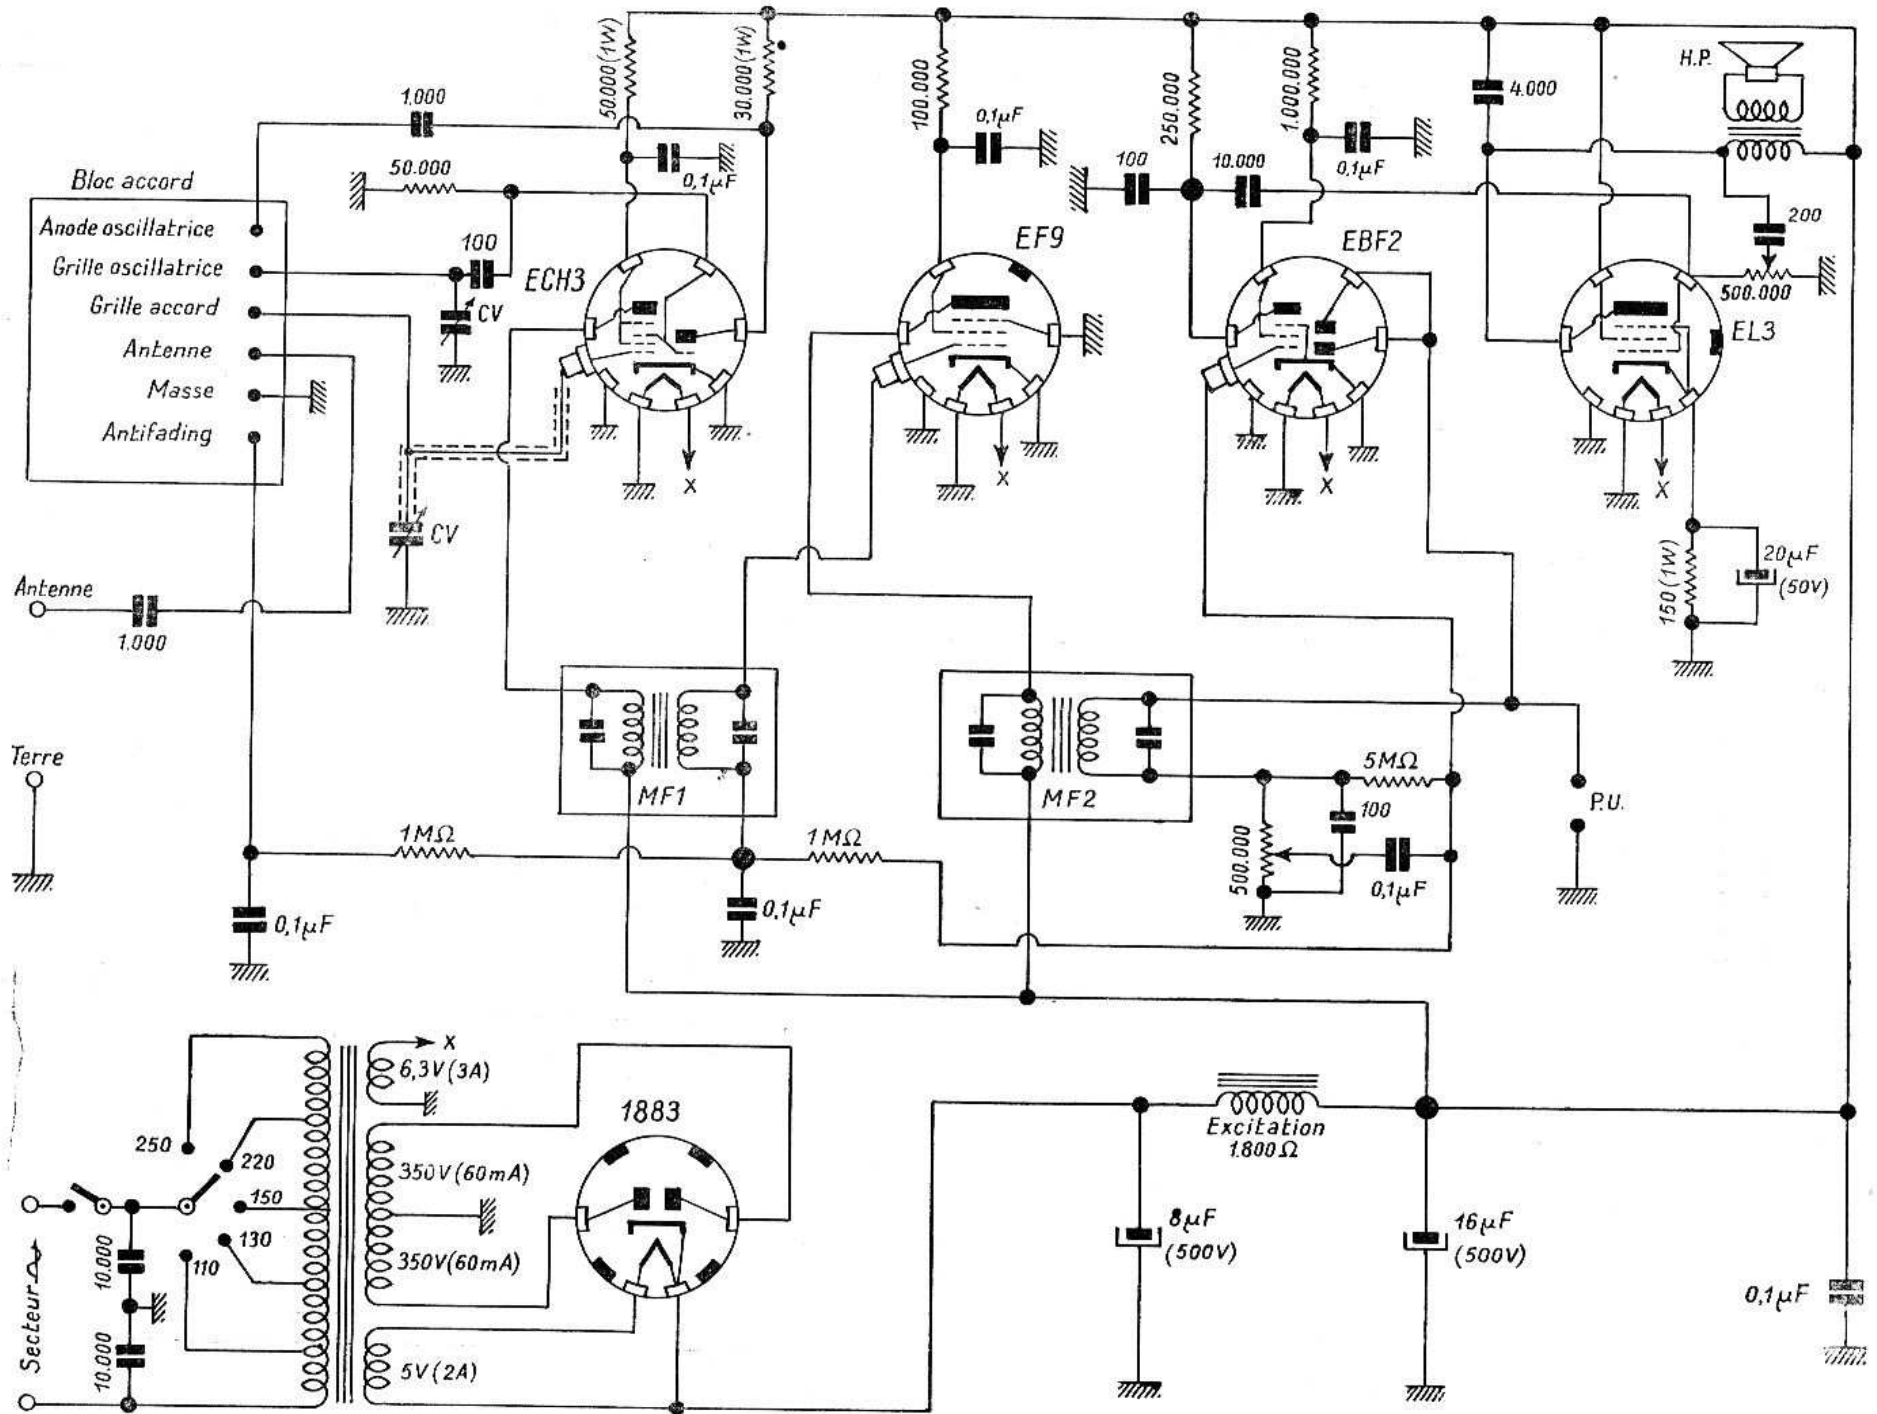 50.000 (1W)
30.000 (1W)
100.000
250.000
1.000.000
4.000
H.P.
1.000
0,1µF
0,1µF
0,1µF
50.000
100
10.000
Bloc accord
Anode oscillatrice
Grille oscillatrice
Grille accord
Antenne
Masse
Antifading
100
CV
ECH3
EF9
EBF2
200
500.000
EL3
X
X
X
X
CV
20µF
(50V)
150 (1W)
Antenne
1.000
MF1
MF2
5MΩ
100
P.U.
Terre
1MΩ
1MΩ
500.000
0,1µF
0,1µF
0,1µF
X
6,3V (3A)
1883
Excitation
1.800Ω
250
220
150
130
110
350V (60mA)
350V (60mA)
8µF
(500V)
16µF
(500V)
0,1µF
10.000
10.000
Secteur
5V (2A)